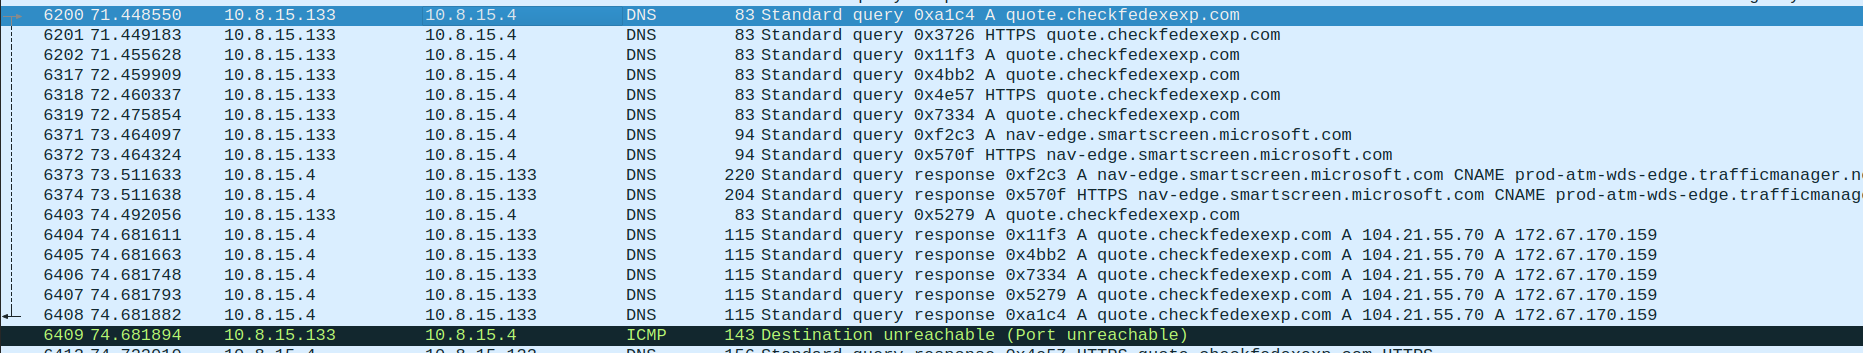 6200 71.448550 10.8.15.133 10.8.15.4 DNS 83 Standard query 0xa1c4 A quote.checkfedexexp.com
6201 71.449183 10.8.15.133 10.8.15.4 DNS 83 Standard query 0x3726 HTTPS quote.checkfedexexp.com
6202 71.455628 10.8.15.133 10.8.15.4 DNS 83 Standard query 0x11f3 A quote.checkfedexexp.com
6317 72.459909 10.8.15.133 10.8.15.4 DNS 83 Standard query 0x4bb2 A quote.checkfedexexp.com
6318 72.460337 10.8.15.133 10.8.15.4 DNS 83 Standard query 0x4e57 HTTPS quote.checkfedexexp.com
6319 72.475854 10.8.15.133 10.8.15.4 DNS 83 Standard query 0x7334 A quote.checkfedexexp.com
6371 73.464097 10.8.15.133 10.8.15.4 DNS 94 Standard query 0xf2c3 A nav-edge.smartscreen.microsoft.com
6372 73.464324 10.8.15.133 10.8.15.4 DNS 94 Standard query 0x570f HTTPS nav-edge.smartscreen.microsoft.com
6373 73.511633 10.8.15.4 10.8.15.133 DNS 220 Standard query response 0xf2c3 A nav-edge.smartscreen.microsoft.com CNAME prod-atm-wds-edge.trafficmanager.n
6374 73.511638 10.8.15.4 10.8.15.133 DNS 204 Standard query response 0x570f HTTPS nav-edge.smartscreen.microsoft.com CNAME prod-atm-wds-edge.trafficmanag
6403 74.492056 10.8.15.133 10.8.15.4 DNS 83 Standard query 0x5279 A quote.checkfedexexp.com
6404 74.681611 10.8.15.4 10.8.15.133 DNS 115 Standard query response 0x11f3 A quote.checkfedexexp.com A 104.21.55.70 A 172.67.170.159
6405 74.681663 10.8.15.4 10.8.15.133 DNS 115 Standard query response 0x4bb2 A quote.checkfedexexp.com A 104.21.55.70 A 172.67.170.159
6406 74.681748 10.8.15.4 10.8.15.133 DNS 115 Standard query response 0x7334 A quote.checkfedexexp.com A 104.21.55.70 A 172.67.170.159
6407 74.681793 10.8.15.4 10.8.15.133 DNS 115 Standard query response 0x5279 A quote.checkfedexexp.com A 104.21.55.70 A 172.67.170.159
6408 74.681882 10.8.15.4 10.8.15.133 DNS 115 Standard query response 0xa1c4 A quote.checkfedexexp.com A 104.21.55.70 A 172.67.170.159
6409 74.681894 10.8.15.133 10.8.15.4 ICMP 143 Destination unreachable (Port unreachable)